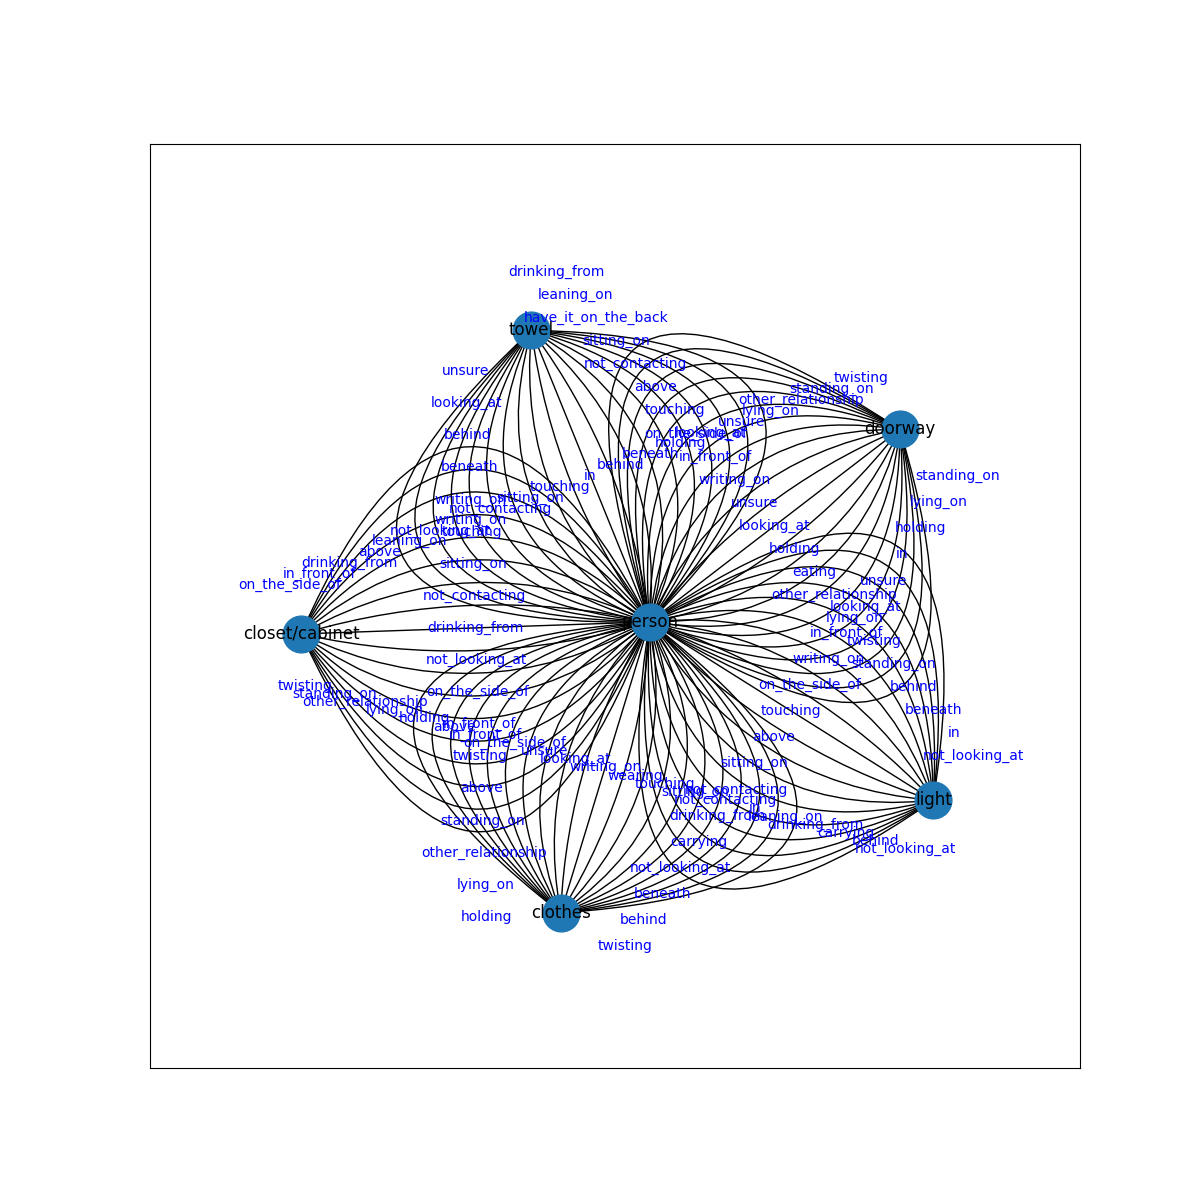 drinking_from
leaning_on
have_it_on_the_back
towel
sitting_on
not_contacting
unsure
above
twisting
standing_on
other_relationship
looking_at
touching
lying_on
unsure
doorway
behind
on_the_side_of
looking_at
holding
beneath
in_front_of
beneath
behind
in
writing_on
standing_on
touching
sitting_on
writing_on
not_contacting
unsure
lying_on
writing_on
looking_at
holding
not_looking_at
touching
leaning_on
holding
above
in
drinking_from
sitting_on
in_front_of
eating
on_the_side_of
unsure
not_contacting
other_relationship
looking_at
lying_on
person
drinking_from
closet/cabinet
in_front_of
twisting
not_looking_at
writing_on
standing_on
twisting
on_the_side_of
on_the_side_of
behind
standing_on
other_relationship
lying_on
touching
beneath
holding
in_front_of
above
in_front_of
above
in
on_the_side_of
unsure
twisting
looking_at
not_looking_at
writing_on
sitting_on
wearing
touching
above
sitting_on
not_contacting
not_contacting
light
in
standing_on
drinking_from
leaning_on
drinking_from
carrying
other_relationship
carrying
behind
not_looking_at
not_looking_at
lying_on
beneath
holding
clothes
behind
twisting